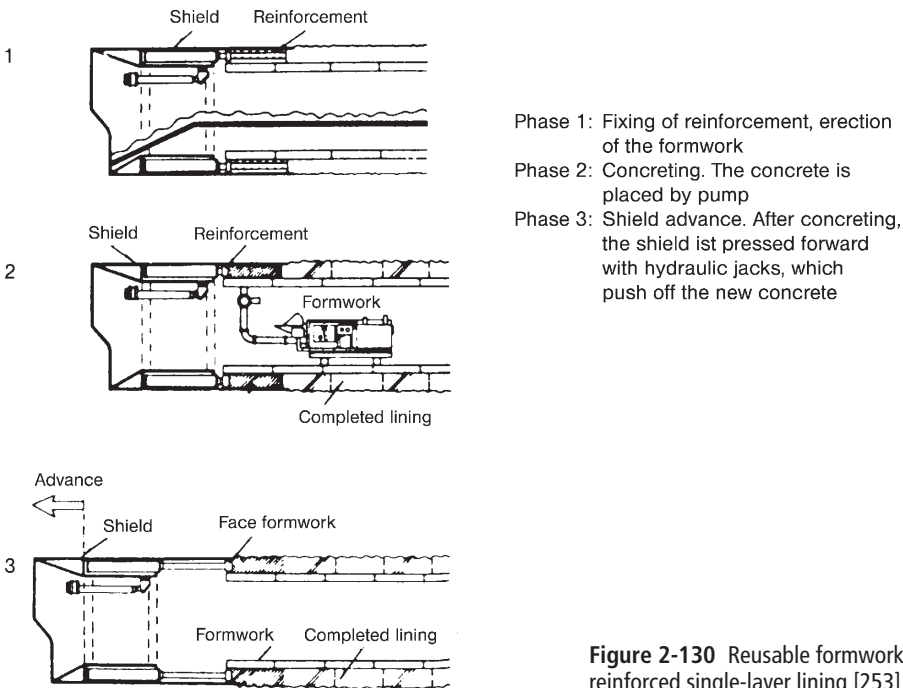 Shield Reinforcement
1
Phase 1: Fixing of reinforcement, erection
of the formwork
Phase 2: Concreting. The concrete is
placed by pump
Phase 3: Shield advance. After concreting,
the shield ist pressed forward
with hydraulic jacks, which
push off the new concrete
Shield Reinforcement
2
Formwork
Completed lining
Advance
Shield Face formwork
3
Formwork Completed lining
Figure 2-130 Reusable formwork
reinforced single-layer lining [253]